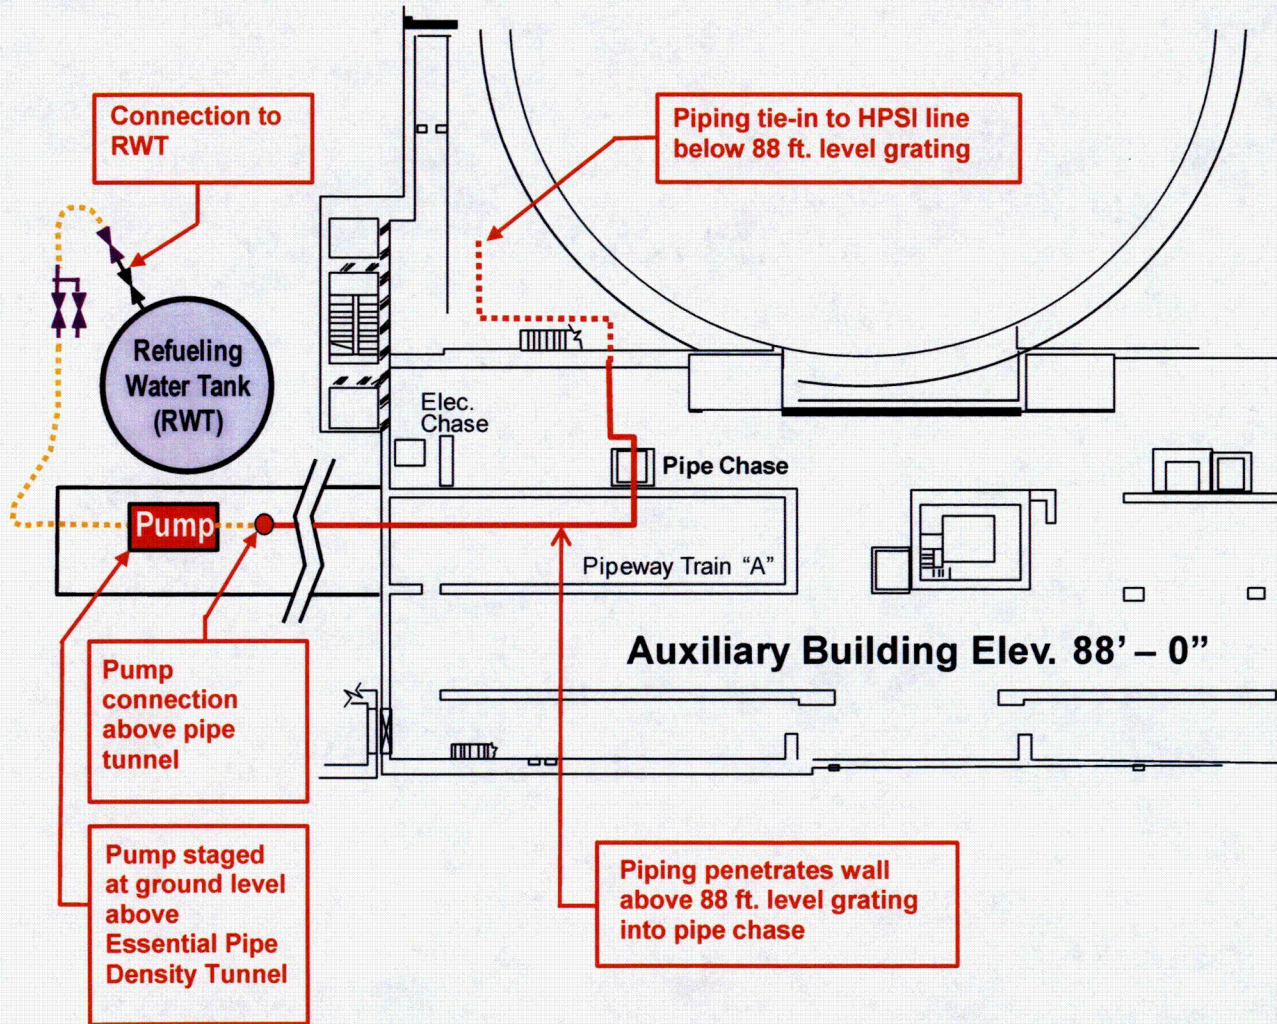 Connection to
RWT
Piping tie-in to HPSI line
below 88 ft. level grating
Refueling
Water Tank
(RWT)
Elec.
Chase
Pipe Chase
Pump
Pipeway Train “A”
Auxiliary Building Elev. 88’ – 0”
Pump
connection
above pipe
tunnel
Pump staged
at ground level
above
Essential Pipe
Density Tunnel
Piping penetrates wall
above 88 ft. level grating
into pipe chase